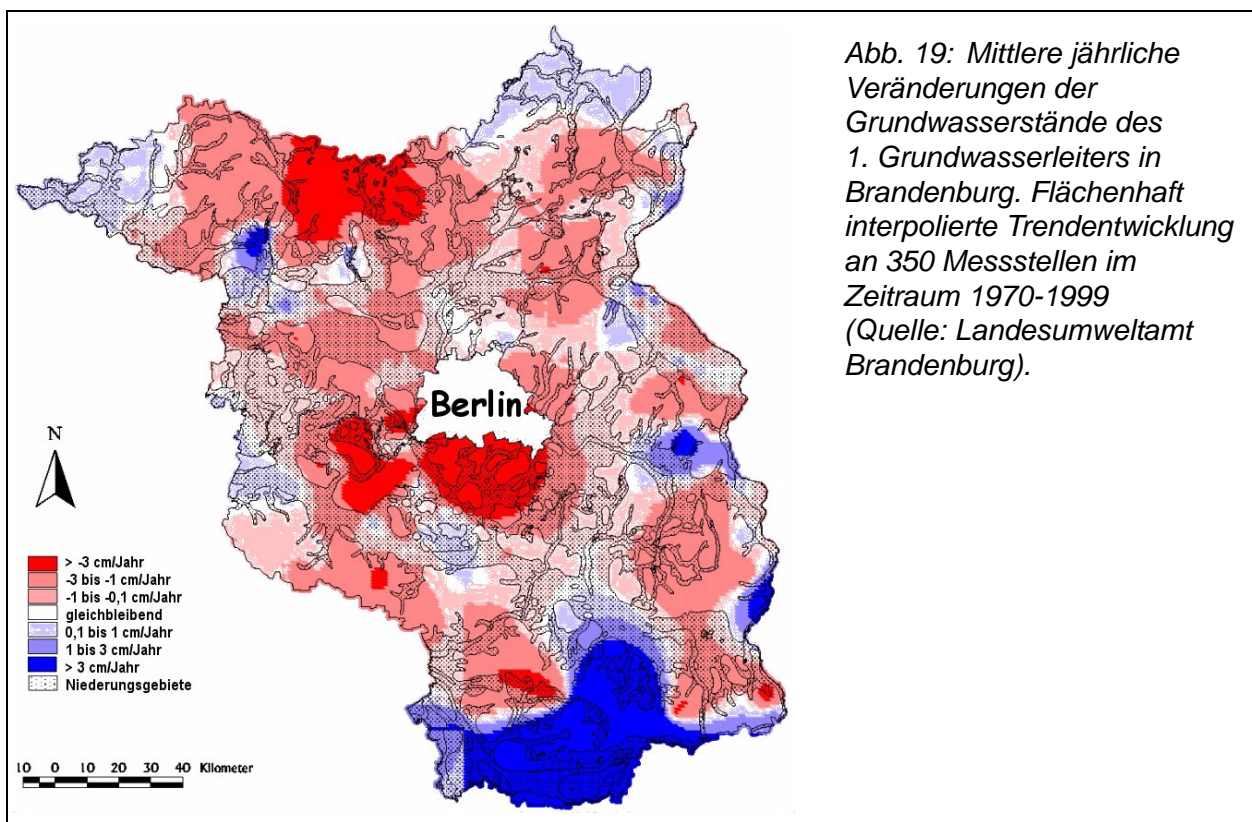 Abb. 19: Mittlere jährliche
Veränderungen der
Grundwasserstände des
1. Grundwasserleiters in
Brandenburg. Flächenhaft
interpolierte Trendentwicklung
an 350 Messstellen im
Zeitraum 1970-1999
(Quelle: Landesumweltamt
Brandenburg).
Berlin
N
> -3 cm/Jahr
-3 bis -1 cm/Jahr
-1 bis -0,1 cm/Jahr
gleichbleibend
0,1 bis 1 cm/Jahr
1 bis 3 cm/Jahr
> 3 cm/Jahr
Niederungsgebiete
10 0 10 20 30 40 Kilometer